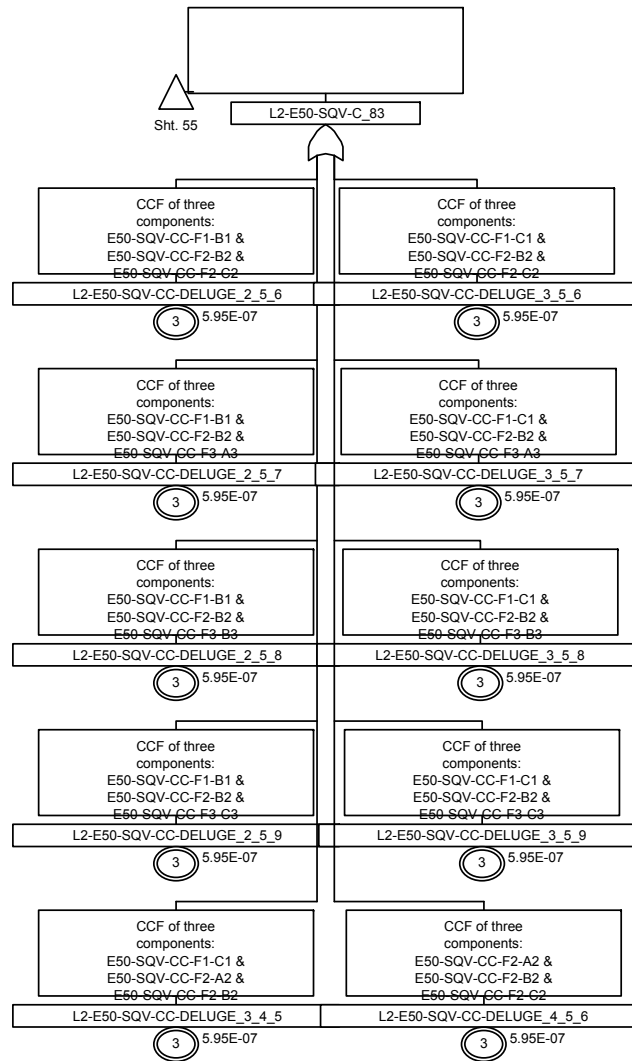 Sht. 55
L2-E50-SQV-C_83
CCF of three
components:
E50-SQV-CC-F1-B1 &
E50-SQV-CC-F2-B2 &
E50-SQV-CC-F2-C2
L2-E50-SQV-CC-DELUGE_2_5_6
3
5.95E-07
CCF of three
components:
E50-SQV-CC-F1-C1 &
E50-SQV-CC-F2-B2 &
E50-SQV-CC-F2-C2
L2-E50-SQV-CC-DELUGE_3_5_6
3
5.95E-07
CCF of three
components:
E50-SQV-CC-F1-B1 &
E50-SQV-CC-F2-B2 &
E50-SQV-CC-F3-A3
L2-E50-SQV-CC-DELUGE_2_5_7
3
5.95E-07
CCF of three
components:
E50-SQV-CC-F1-C1 &
E50-SQV-CC-F2-B2 &
E50-SQV-CC-F3-A3
L2-E50-SQV-CC-DELUGE_3_5_7
3
5.95E-07
CCF of three
components:
E50-SQV-CC-F1-B1 &
E50-SQV-CC-F2-B2 &
E50-SQV-CC-F3-B3
L2-E50-SQV-CC-DELUGE_2_5_8
3
5.95E-07
CCF of three
components:
E50-SQV-CC-F1-C1 &
E50-SQV-CC-F2-B2 &
E50-SQV-CC-F3-B3
L2-E50-SQV-CC-DELUGE_3_5_8
3
5.95E-07
CCF of three
components:
E50-SQV-CC-F1-B1 &
E50-SQV-CC-F2-B2 &
E50-SQV-CC-F3-C3
L2-E50-SQV-CC-DELUGE_2_5_9
3
5.95E-07
CCF of three
components:
E50-SQV-CC-F1-C1 &
E50-SQV-CC-F2-B2 &
E50-SQV-CC-F3-C3
L2-E50-SQV-CC-DELUGE_3_5_9
3
5.95E-07
CCF of three
components:
E50-SQV-CC-F1-C1 &
E50-SQV-CC-F2-A2 &
E50-SQV-CC-F2-B2
L2-E50-SQV-CC-DELUGE_3_4_5
3
5.95E-07
CCF of three
components:
E50-SQV-CC-F2-A2 &
E50-SQV-CC-F2-B2 &
E50-SQV-CC-F2-C2
L2-E50-SQV-CC-DELUGE_4_5_6
3
5.95E-07